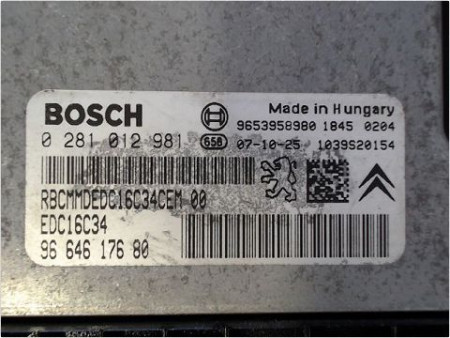 BOSCH
Made in Hungary
9653958980 1845 0204
0 281 012 981 656 07-10-25 1039S20154
RBCMMDEDC16C34CEM 00
EDC16C34
96 646 176 80